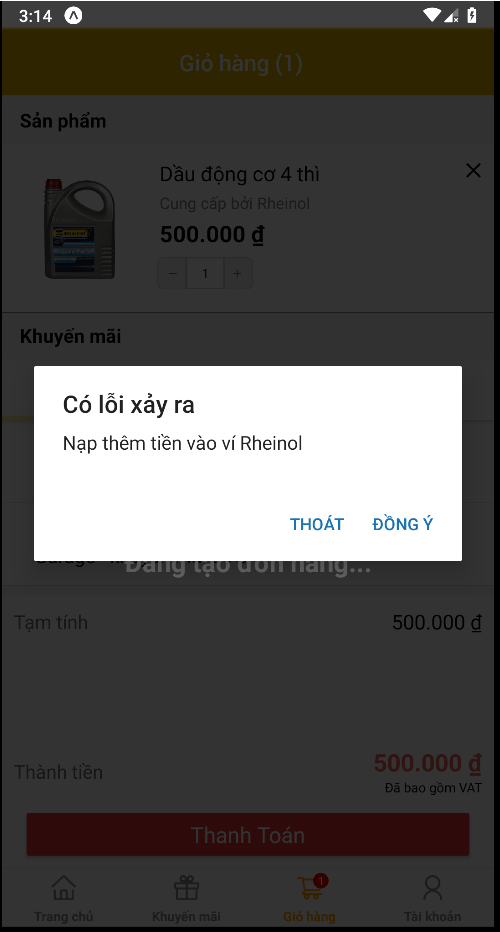 3:14
Giỏ hàng (1)
Sản phẩm
Dầu động cơ 4 thì
Cung cấp bởi Rheinol
500.000 ₫
− 1 +
Khuyến mãi
Có lỗi xảy ra
Nạp thêm tiền vào ví Rheinol
THOÁT ĐỒNG Ý
Đang tạo đơn hàng...
Tạm tính 500.000 ₫
Thành tiền 500.000 ₫
Đã bao gồm VAT
Thanh Toán
1
Trang chủ Khuyến mãi Giỏ hàng Tài khoản